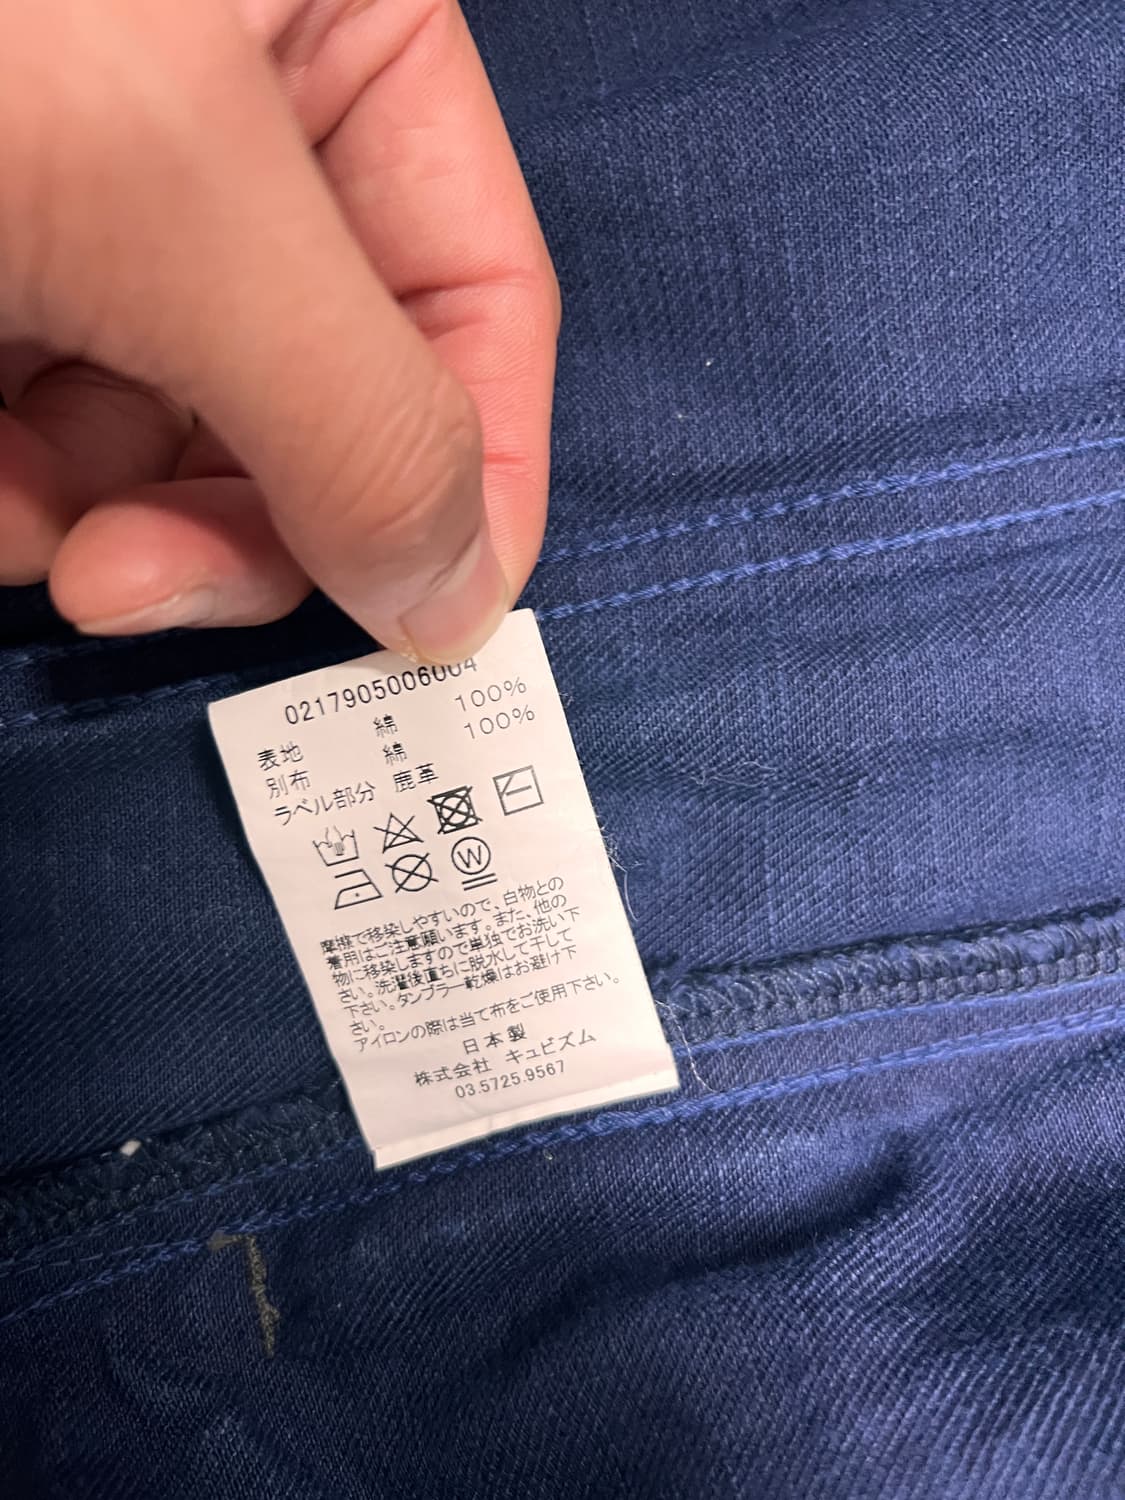 0217905006004
表地 綿 100%
別布 綿 100%
ラベル部分 鹿革
W
摩擦で移染しやすいので、白物との
着用はご注意願います。また、他の
物に移染しますので単独でお洗い下
さい。洗濯後直ちに脱水して干して
下さい。タンブラー乾燥はお避け下
さい。
アイロンの際は当て布をご使用下さい。
日本製
株式会社 キュビズム
03.5725.9567